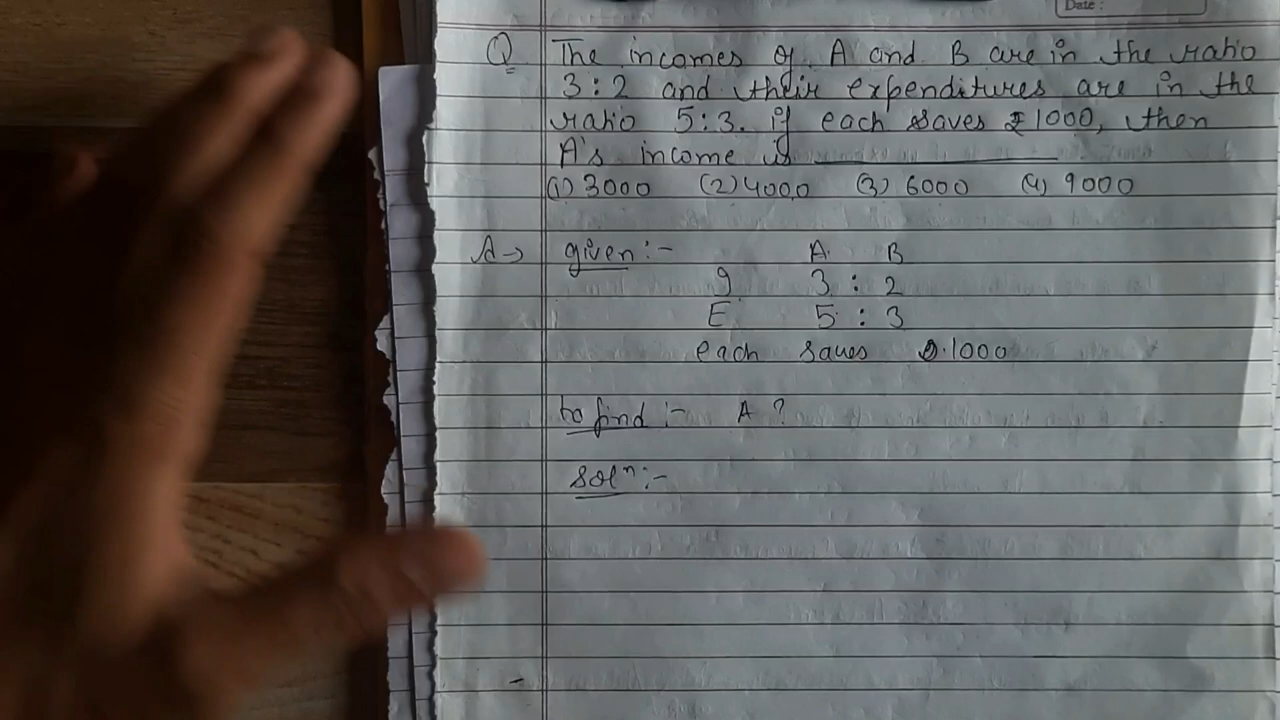 Date :
Q The incomes of A and B are in the ratio
3 : 2 and their expenditures are in the
ratio 5:3. if each saves ₹1000, then
A's income is ___________
(1) 3000 (2) 4000 (3) 6000 (4) 9000
A→ given :- A B
I 3 : 2
E 5 : 3
each saves 1000
to find :- A ?
solⁿ:-